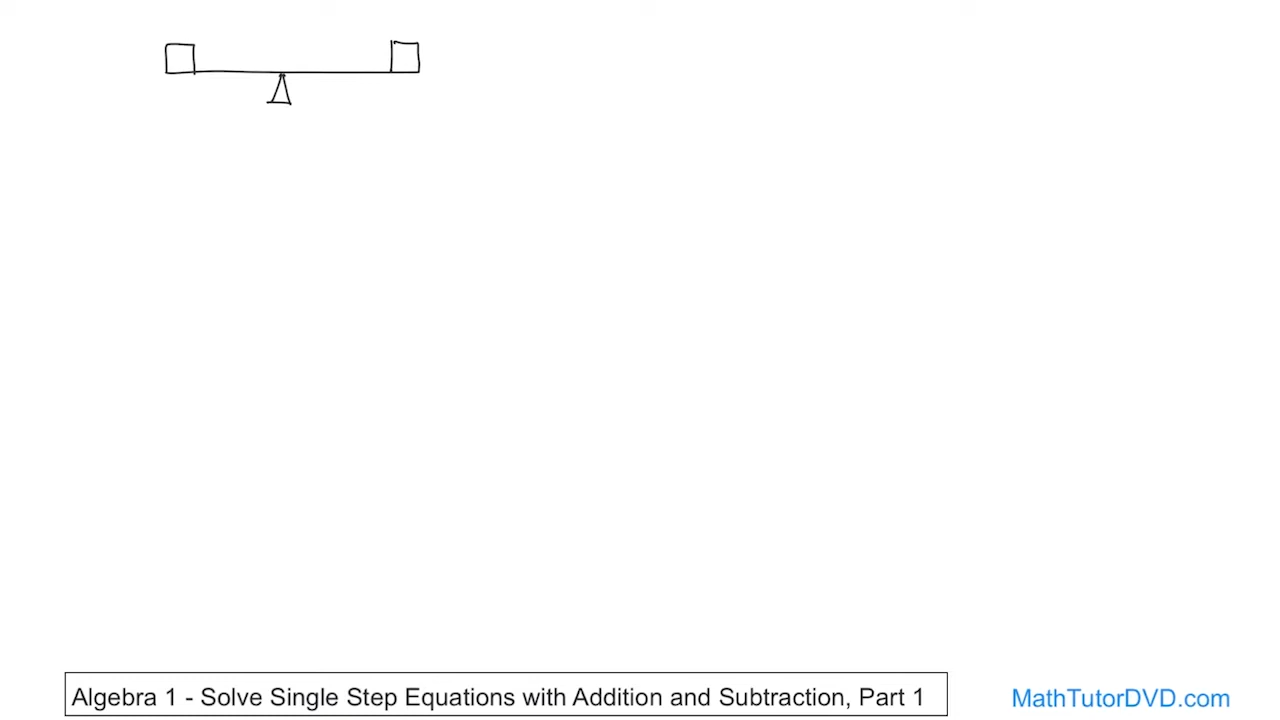 Algebra 1 - Solve Single Step Equations with Addition and Subtraction, Part 1
MathTutorDVD.com